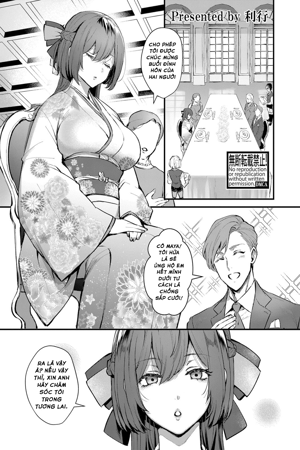 Presented by 利行
CHO PHÉP
TÔI ĐƯỢC
CHÚC MỪNG
BUỔI ĐÍNH
HÔN CỦA
HAI NGƯỜI
無断転載禁止
No reproduction
or republication
without written
permission DMCA
CÔ MAYA!
TÔI HỨA
LÀ SẼ
ỦNG HỘ EM
HẾT MÌNH
DƯỚI TƯ
CÁCH LÀ
CHỒNG
SẮP CƯỚI!
RA LÀ VẬY
ÁP NẾU VẬY
THÌ, XIN ANH
HÃY CHĂM
SÓC TÔI
TRONG
TƯƠNG LAI.